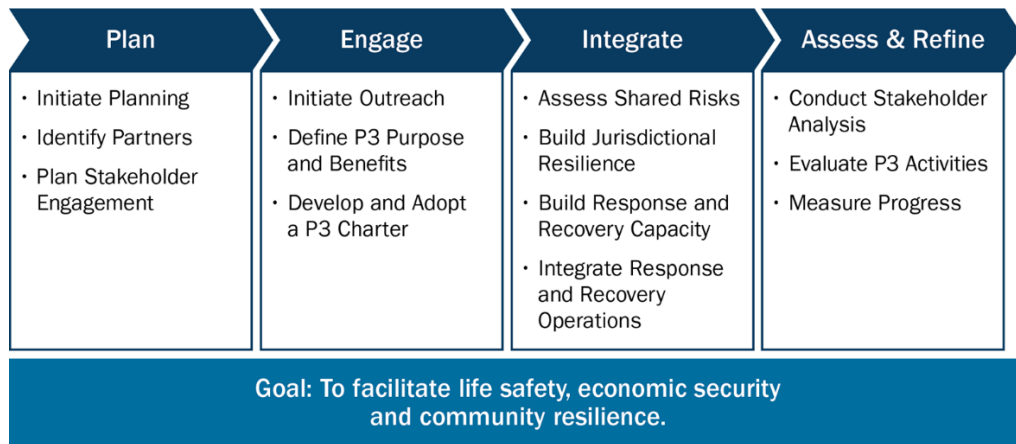 Plan
• Initiate Planning
• Identify Partners
• Plan Stakeholder
Engagement
Engage
• Initiate Outreach
• Define P3 Purpose
and Benefits
• Develop and Adopt
a P3 Charter
Integrate
• Assess Shared Risks
• Build Jurisdictional
Resilience
• Build Response and
Recovery Capacity
• Integrate Response
and Recovery
Operations
Assess & Refine
• Conduct Stakeholder
Analysis
• Evaluate P3 Activities
• Measure Progress
Goal: To facilitate life safety, economic security
and community resilience.